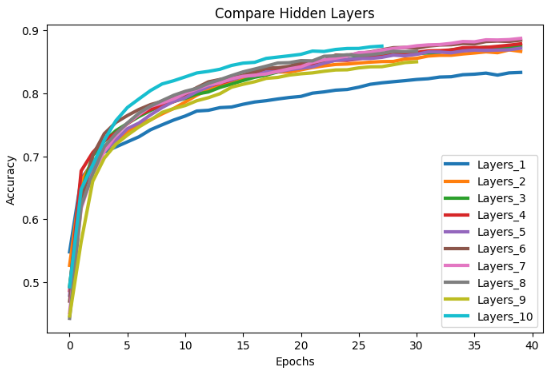 Compare Hidden Layers
0.9
0.8
0.7
0.6
0.5
Accuracy
Layers_1
Layers_2
Layers_3
Layers_4
Layers_5
Layers_6
Layers_7
Layers_8
Layers_9
Layers_10
0 5 10 15 20 25 30 35 40
Epochs